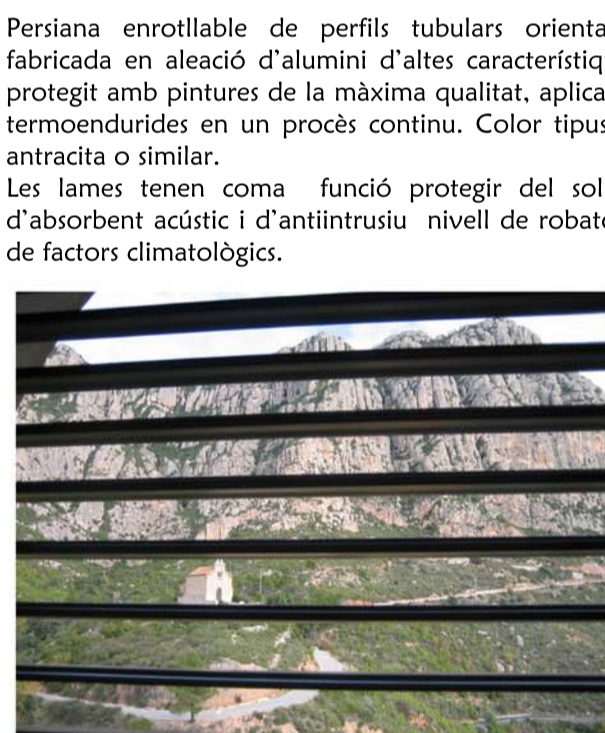 Persiana enrotllable de perfils tubulars orienta
fabricada en aleació d'alumini d'altes característiq
protegit amb pintures de la màxima qualitat, aplica
termoendurides en un procès continu. Color tipus
antracita o similar.
Les lames tenen coma funció protegir del sol
d'absorbent acústic i d'antiintrusiu nivell de robato
de factors climatològics.